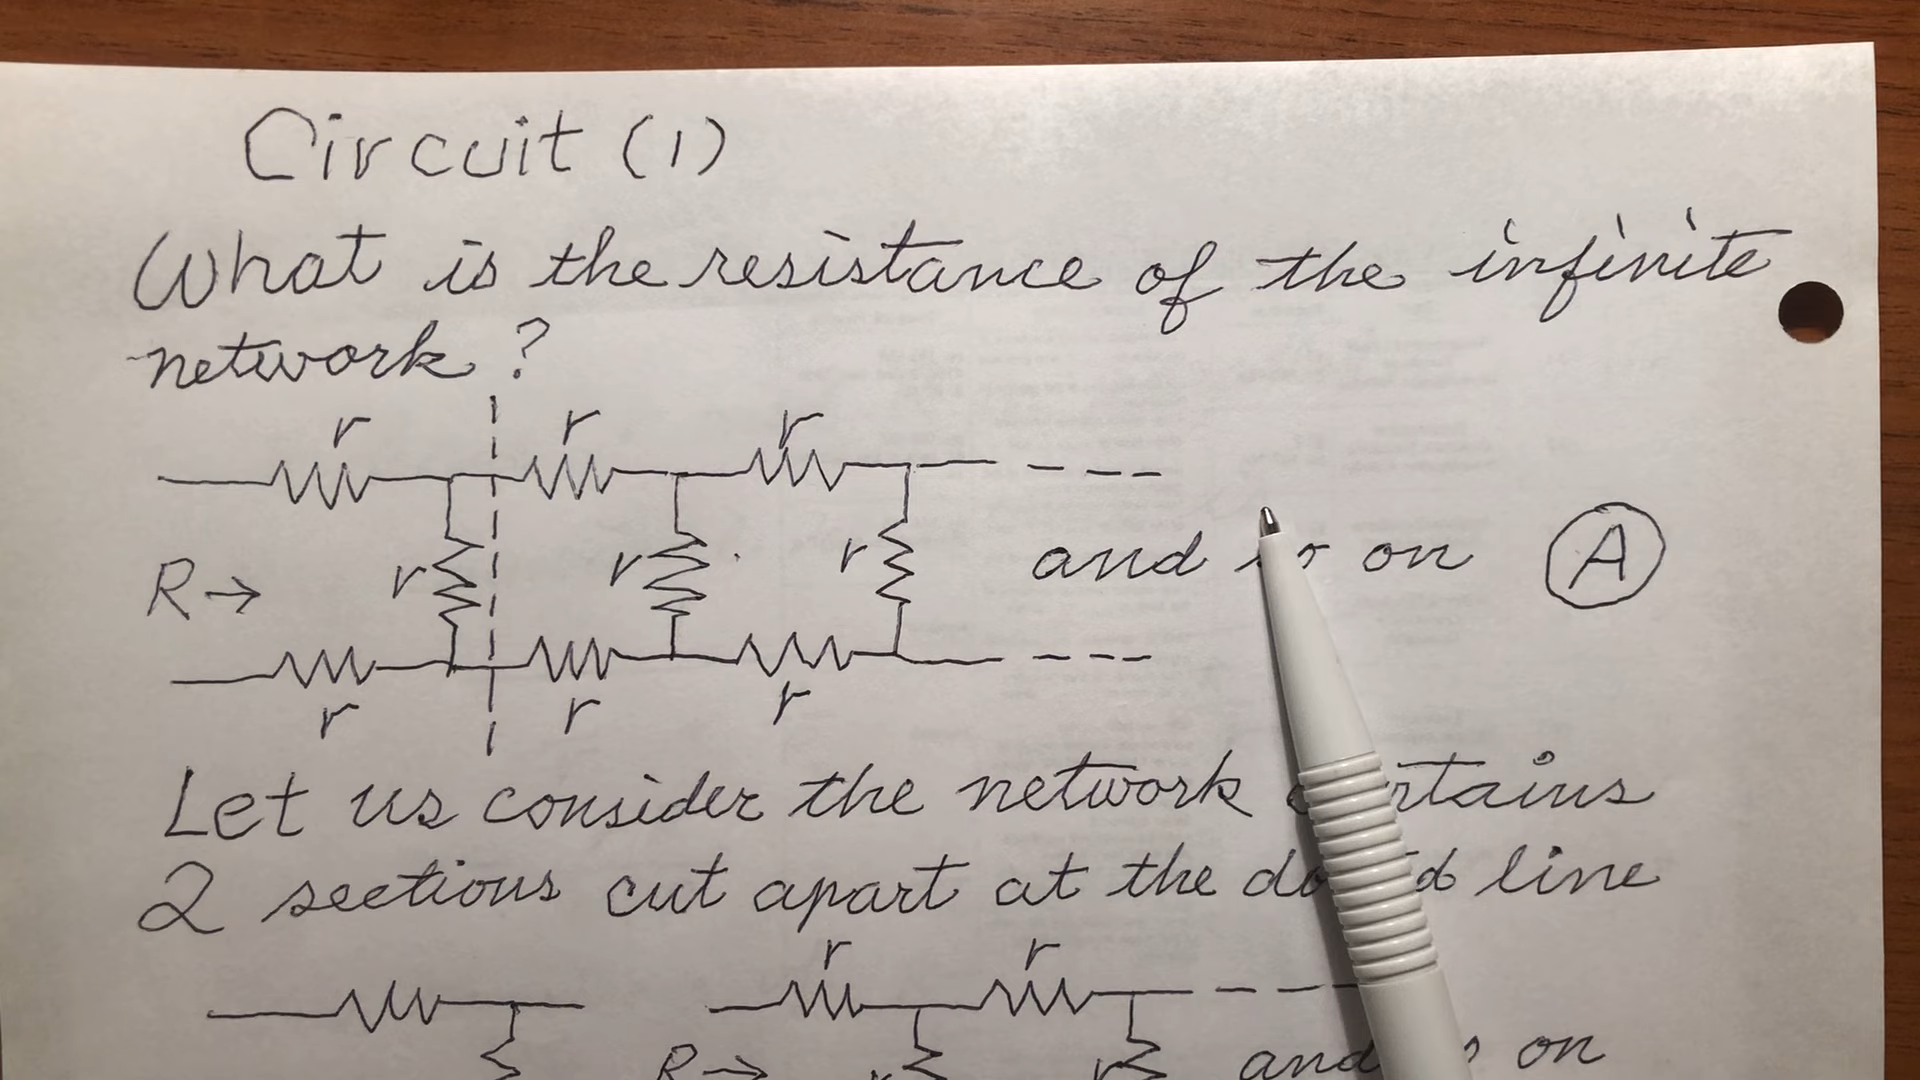 Circuit (1)
What is the resistance of the infinite
network?
r r r
R→ r r r and on A
r r r
Let us consider the network
2 sections cut apart at the line
r r
R→ r and on